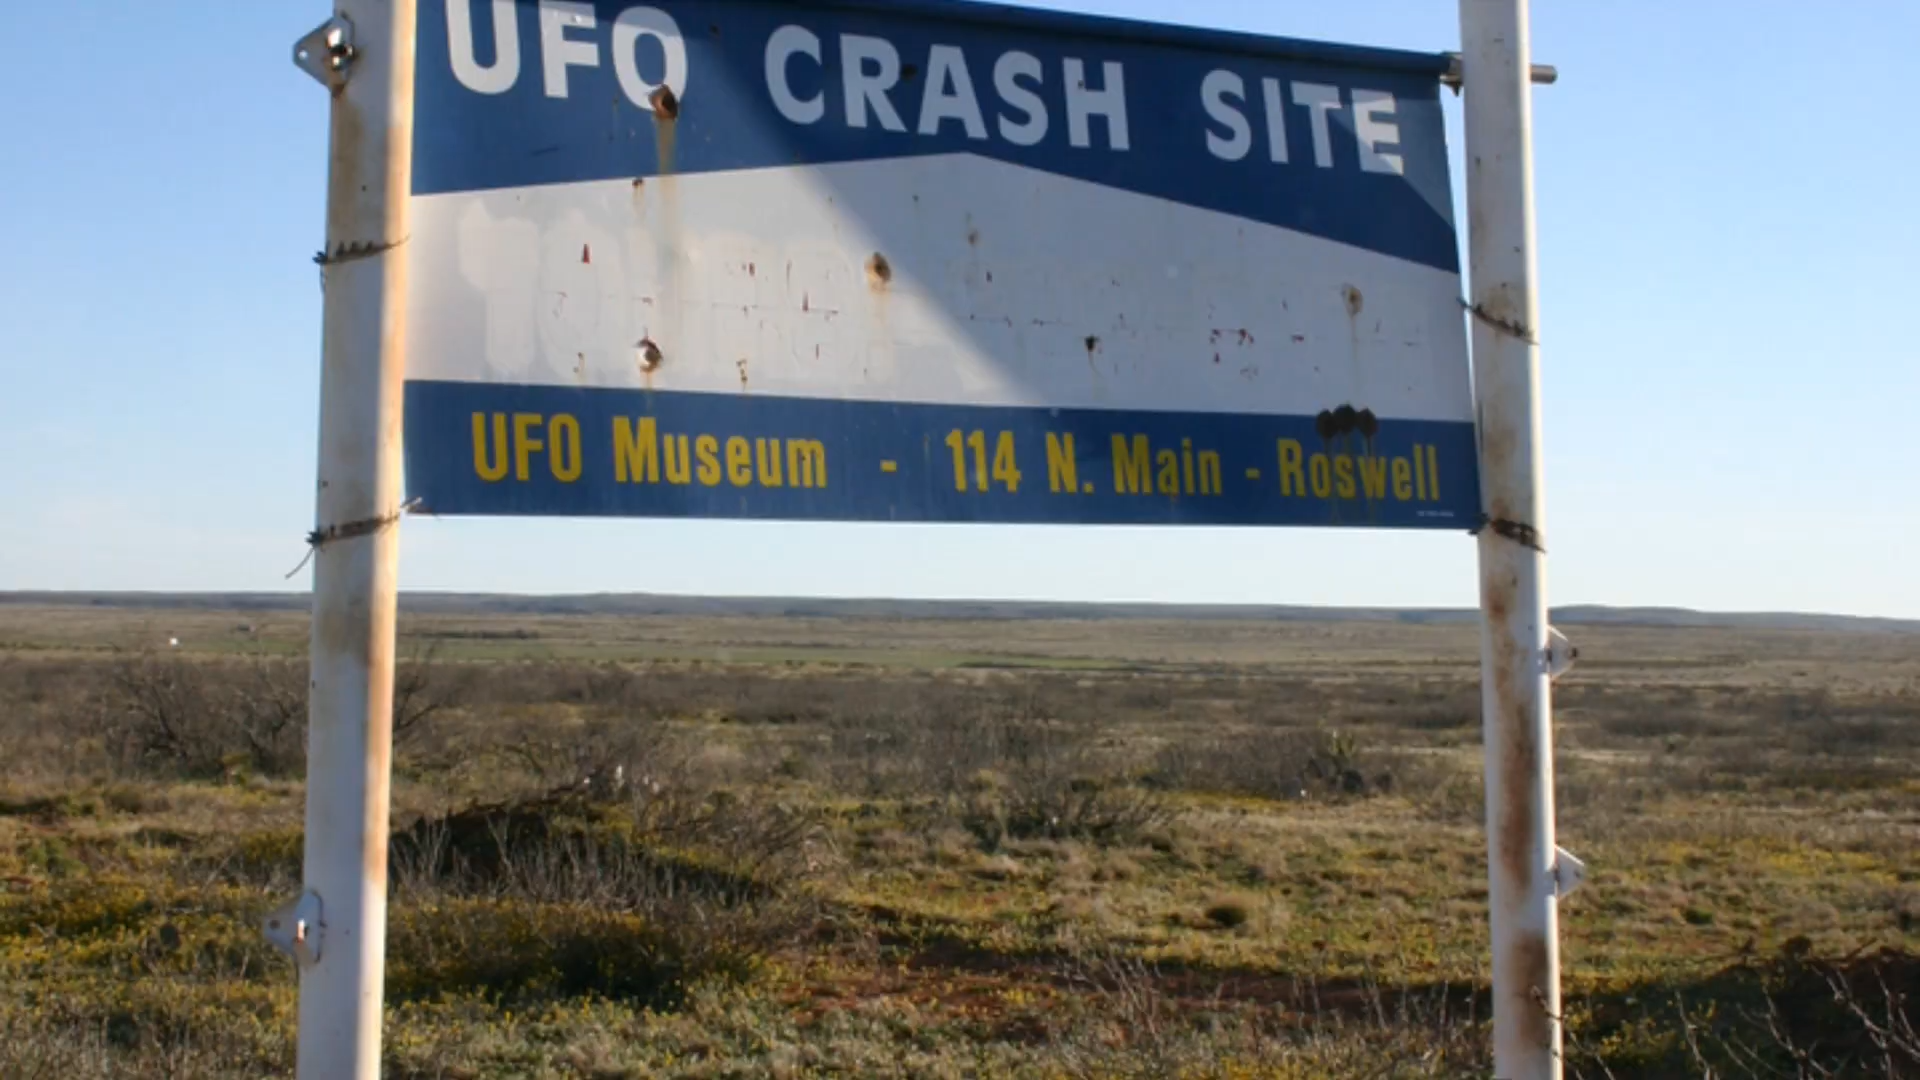 UFO CRASH SITE
UFO Museum - 114 N. Main - Roswell